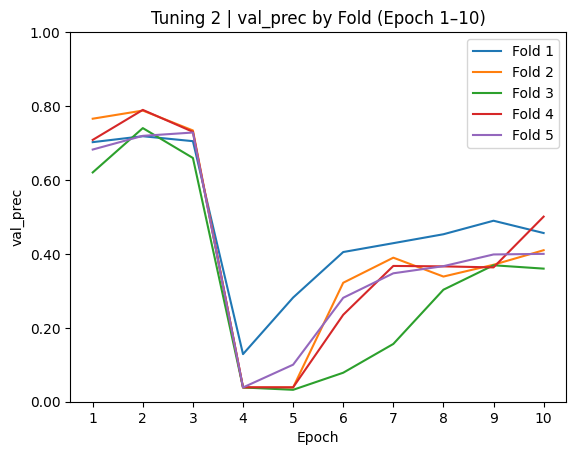 Tuning 2 | val_prec by Fold (Epoch 1–10)
1.00
0.80
0.60
0.40
0.20
0.00
val_prec
Fold 1
Fold 2
Fold 3
Fold 4
Fold 5
1 2 3 4 5 6 7 8 9 10
Epoch